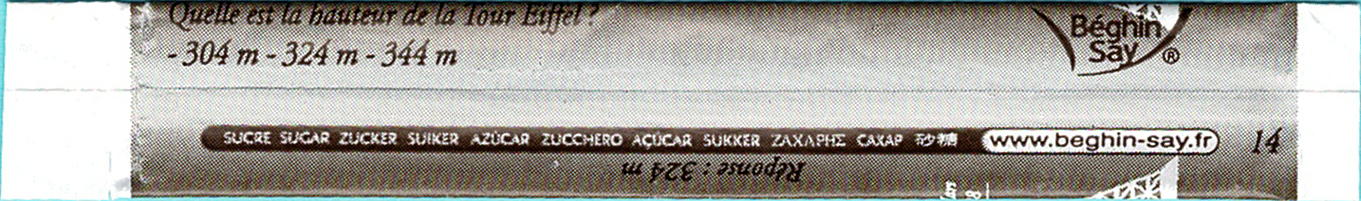 Quelle est la hauteur de la Tour Eiffel ?
- 304 m - 324 m - 344 m
Béghin
Say ®
SUCRE SUGAR ZUCKER SUIKER AZÚCAR ZUCCHERO AÇÚCAR SUKKER ΖΑΧΑΡΗΣ CAXAP 砂糖 www.beghin-say.fr 14
Réponse : 324 m